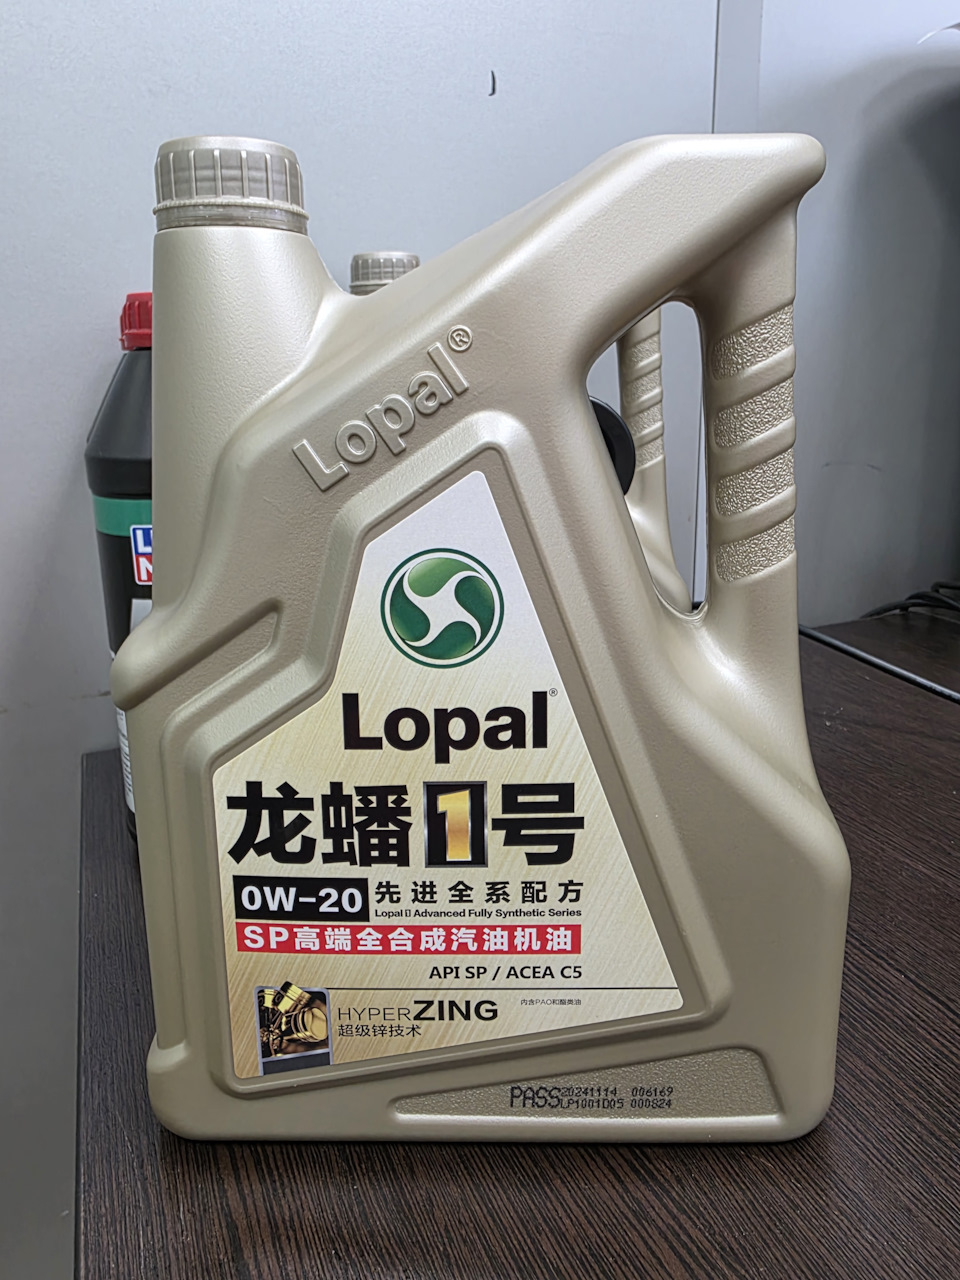 Lopal®
Lopal®
龙蟠1号
0W-20
先进全系配方
Lopal 1 Advanced Fully Synthetic Series
SP高端全合成汽油机油
API SP / ACEA C5
HYPERZING
内含PAO和酯类油
超级锌技术
PASS
20241114 006169
LP1001D05 000824